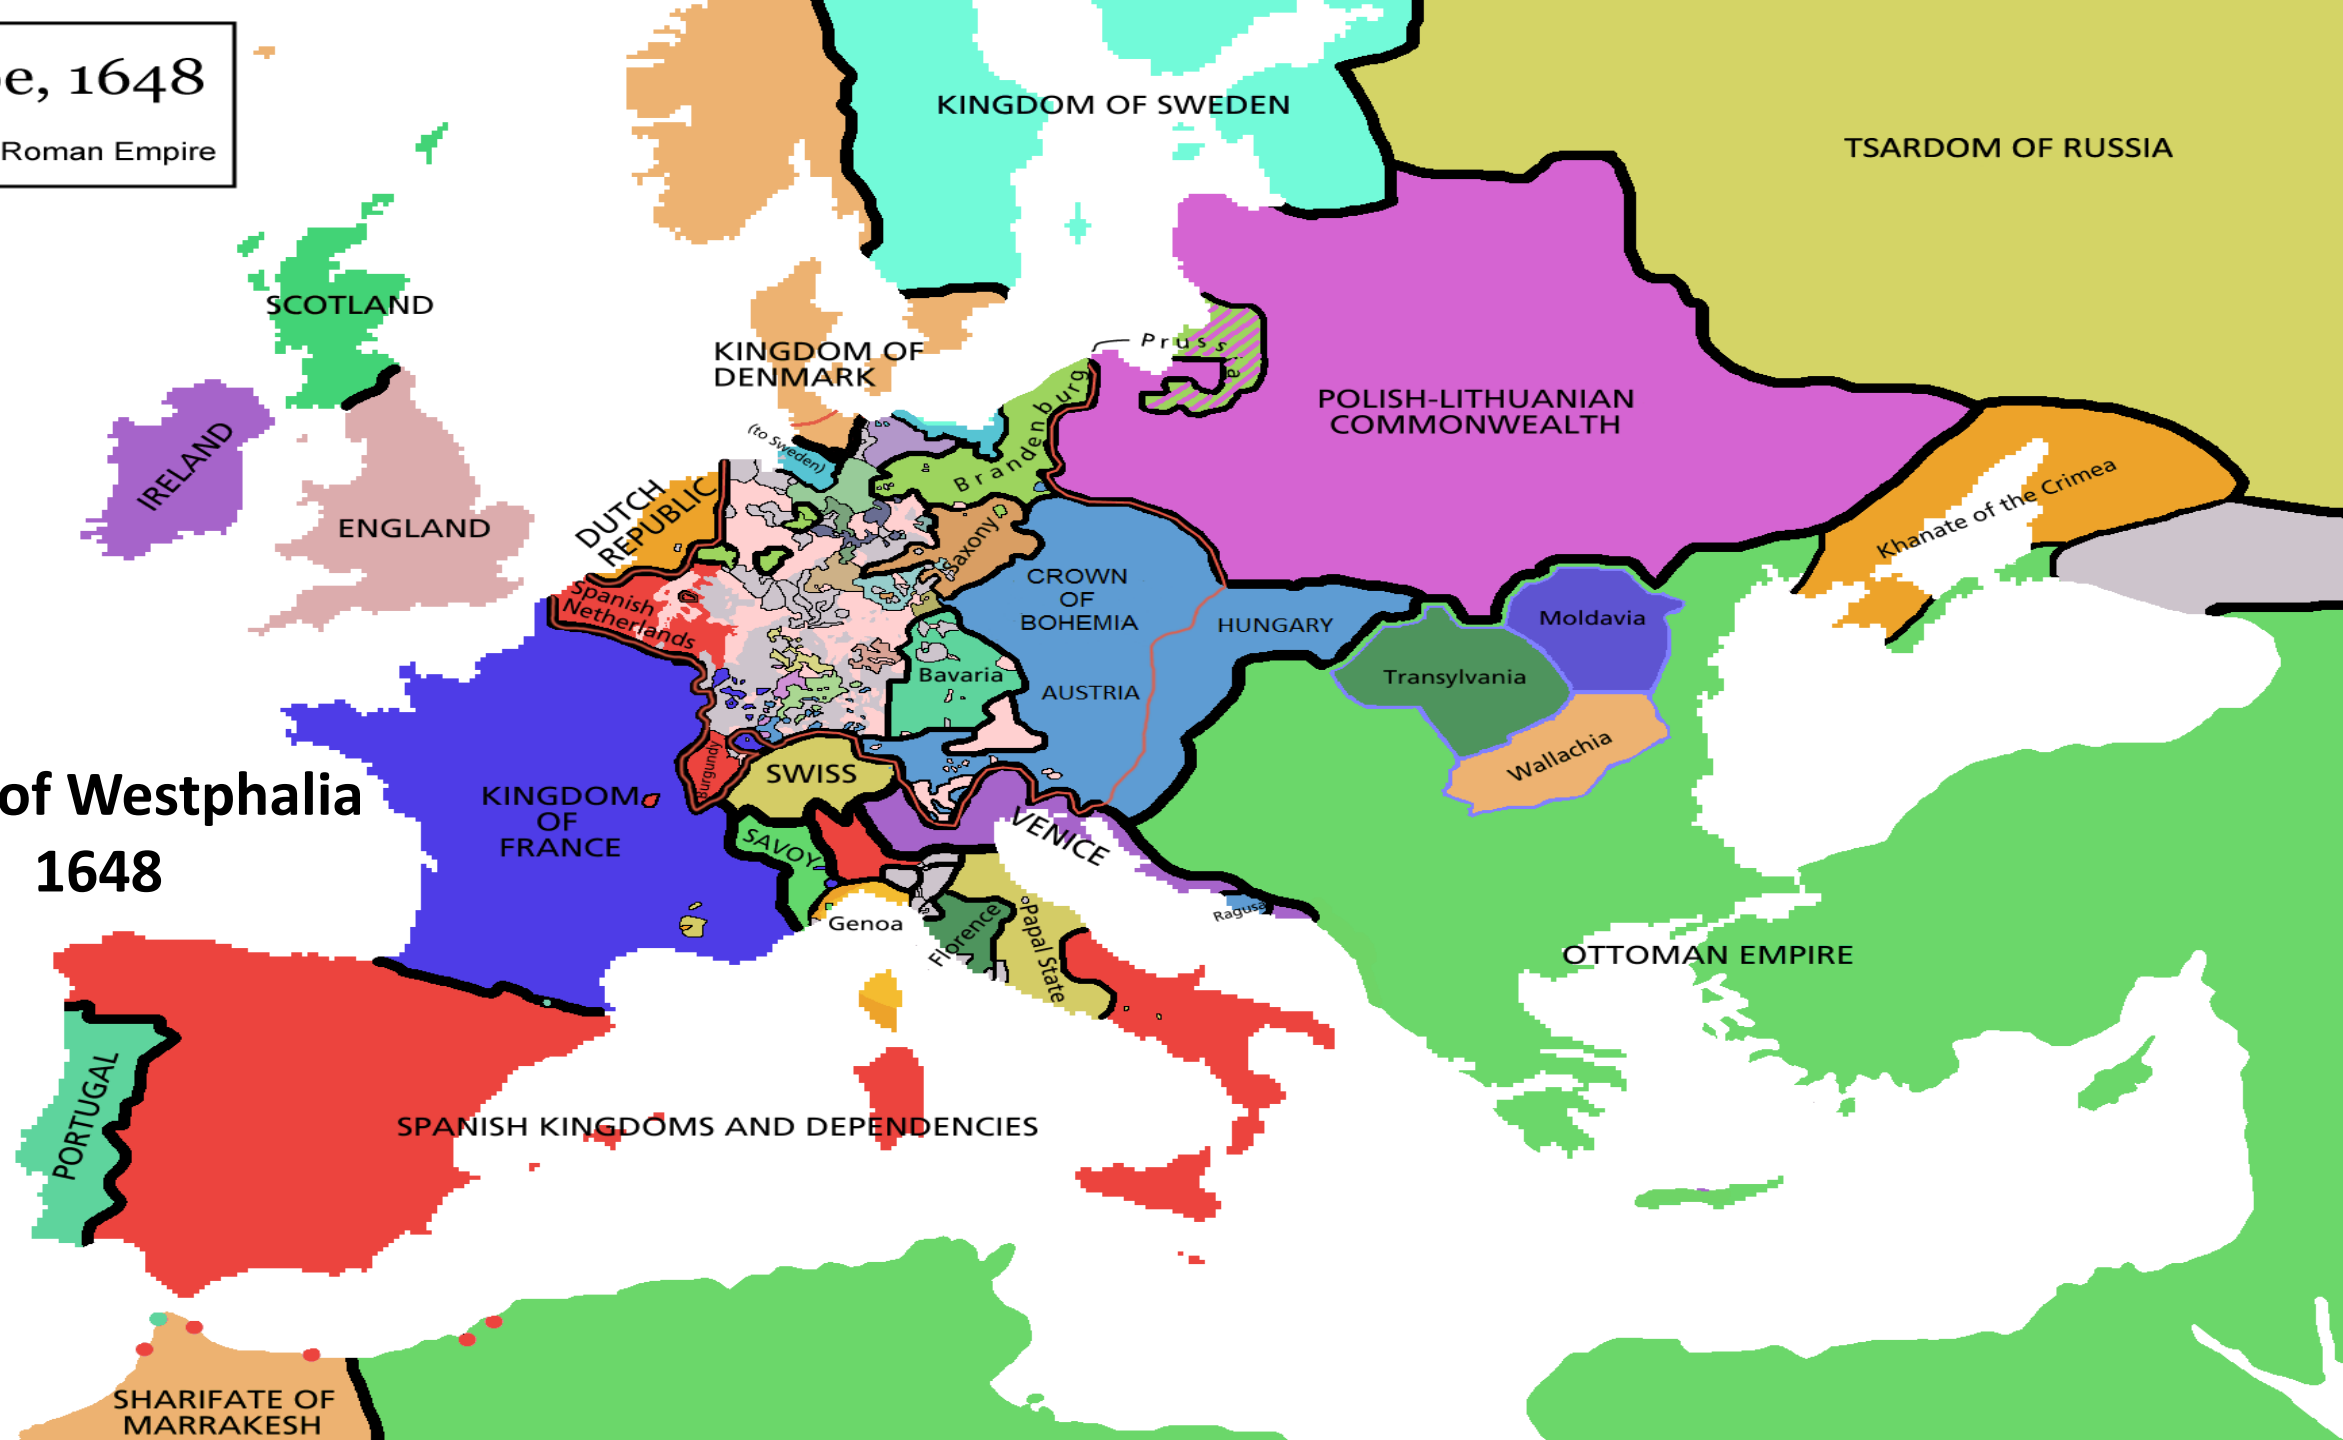 e, 1648
Roman Empire
KINGDOM OF SWEDEN
TSARDOM OF RUSSIA
SCOTLAND
IRELAND
ENGLAND
KINGDOM OF
DENMARK
(to Sweden)
Prussia
Brandenburg
POLISH-LITHUANIAN
COMMONWEALTH
Khanate of the Crimea
DUTCH
REPUBLIC
Spanish
Netherlands
Saxony
CROWN
OF
BOHEMIA
HUNGARY
AUSTRIA
Bavaria
Moldavia
Transylvania
Wallachia
of Westphalia
1648
KINGDOM
OF
FRANCE
Burgundy
SWISS
SAVOY
VENICE
Genoa
Florence
Papal State
Ragusa
OTTOMAN EMPIRE
PORTUGAL
SPANISH KINGDOMS AND DEPENDENCIES
SHARIFATE OF
MARRAKESH